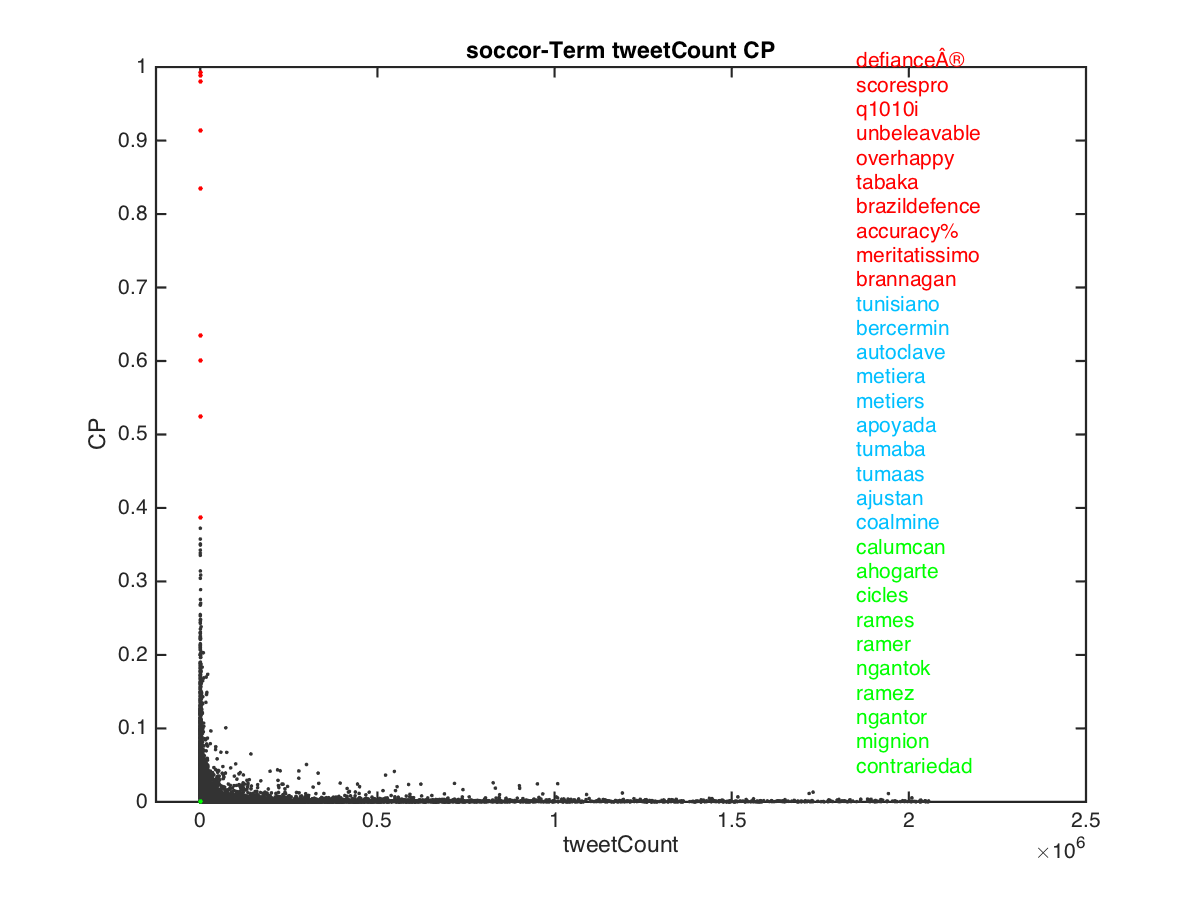 soccor-Term tweetCount CP
defianceÂ®
scorespro
q1010i
unbeleavable
overhappy
tabaka
brazildefence
accuracy%
meritatissimo
brannagan
tunisiano
bercermin
autoclave
metiera
metiers
apoyada
tumaba
tumaas
ajustan
coalmine
calumcan
ahogarte
cicles
rames
ramer
ngantok
ramez
ngantor
mignion
contrariedad
1
0.9
0.8
0.7
0.6
0.5
0.4
0.3
0.2
0.1
0
CP
0 0.5 1 1.5 2 2.5
tweetCount
×10⁶